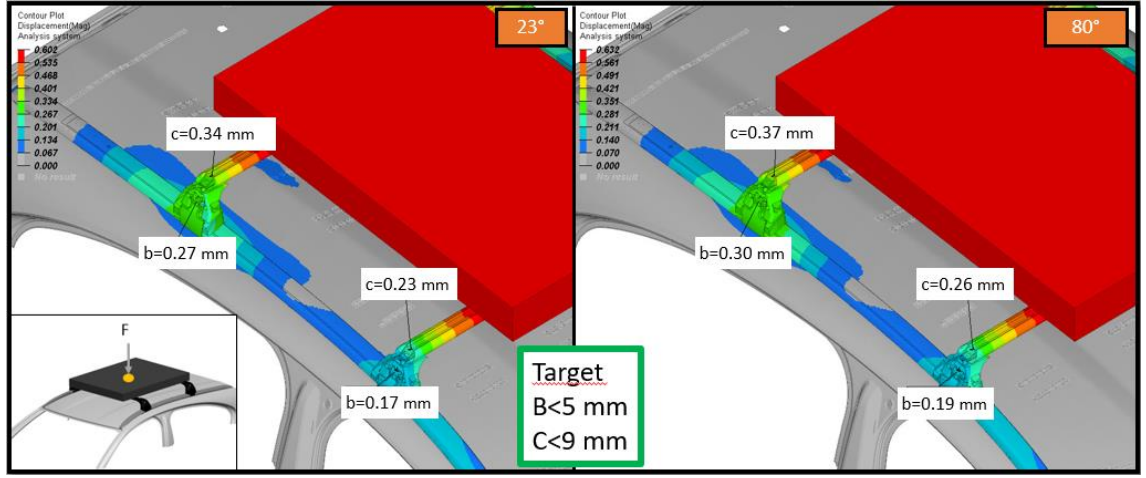 Contour Plot
Displacement(Mag)
Analysis system
0.602
0.535
0.468
0.401
0.334
0.267
0.201
0.134
0.067
0.000
No result
23°
c=0.34 mm
b=0.27 mm
c=0.23 mm
b=0.17 mm
F
Contour Plot
Displacement(Mag)
Analysis system
0.632
0.561
0.491
0.421
0.351
0.281
0.211
0.140
0.070
0.000
No result
80°
c=0.37 mm
b=0.30 mm
c=0.26 mm
b=0.19 mm
Target
B<5 mm
C<9 mm